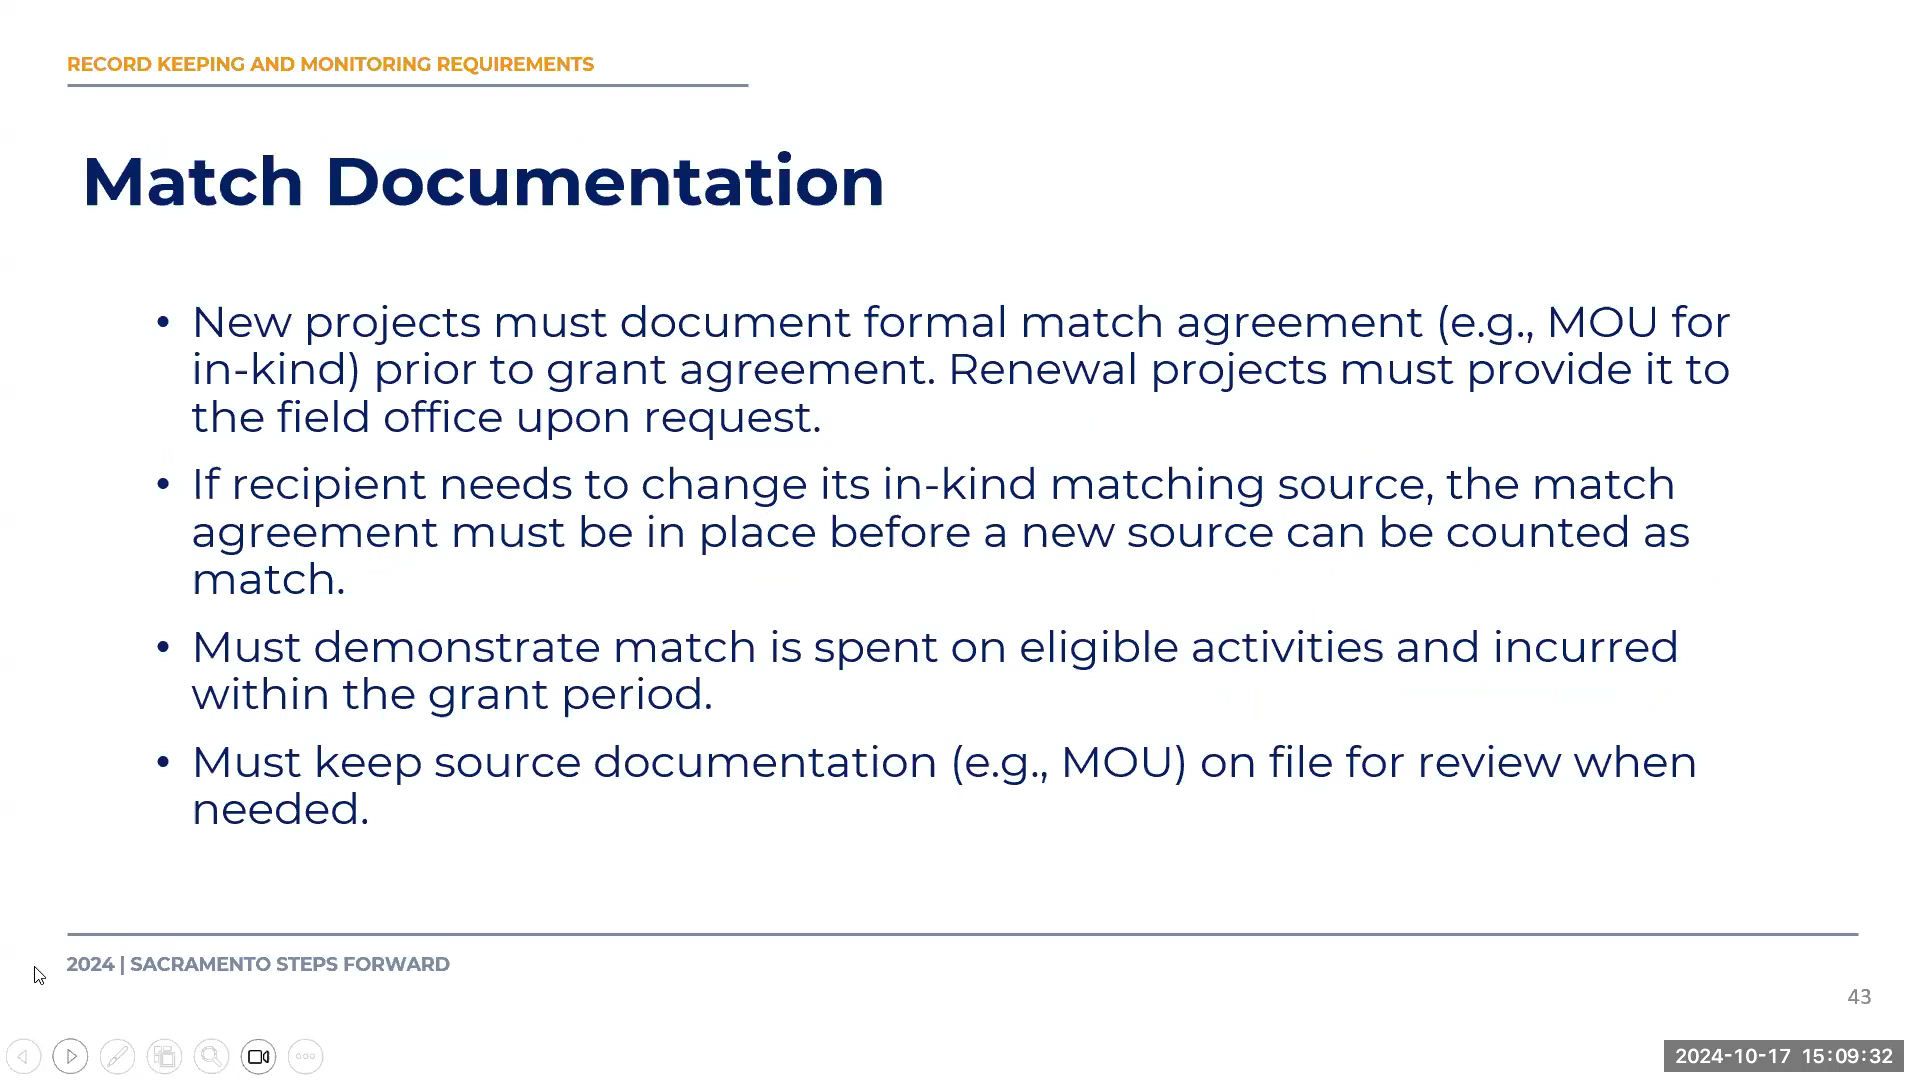 RECORD KEEPING AND MONITORING REQUIREMENTS
Match Documentation
• New projects must document formal match agreement (e.g., MOU for
in-kind) prior to grant agreement. Renewal projects must provide it to
the field office upon request.
• If recipient needs to change its in-kind matching source, the match
agreement must be in place before a new source can be counted as
match.
• Must demonstrate match is spent on eligible activities and incurred
within the grant period.
• Must keep source documentation (e.g., MOU) on file for review when
needed.
2024 | SACRAMENTO STEPS FORWARD
43
2024-10-17 15:09:32